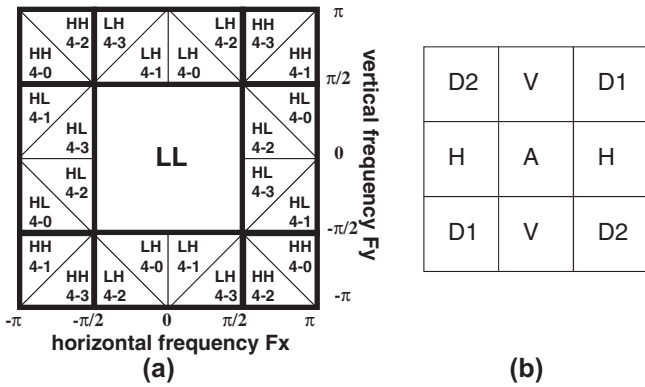 HH LH LH HH π
4-2 4-3 4-2 4-3
HH LH LH HH
4-0 4-1 4-0 4-1
π/2
HL HL
4-1 4-0
HL HL
4-3 4-2
LL
0
HL HL
4-2 4-3
HL HL
4-0 4-1
-π/2
HH LH LH HH
4-1 4-0 4-1 4-0
HH LH LH HH
4-3 4-2 4-3 4-2
-π
-π -π/2 0 π/2 π
horizontal frequency Fx
vertical frequency Fy
(a)
D2 V D1
H A H
D1 V D2
(b)